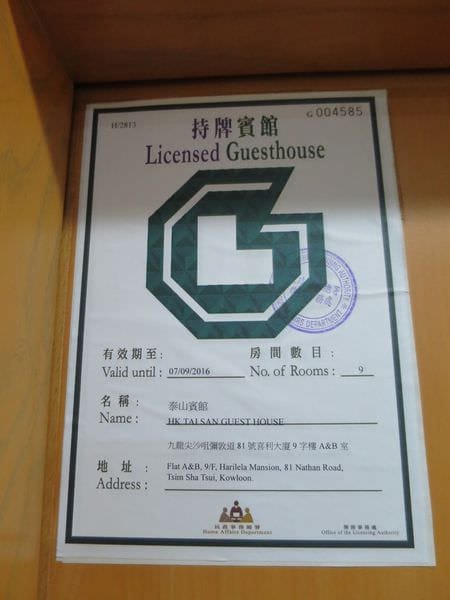 H/2813
G 004585
持牌賓館
Licensed Guesthouse
有效期至:
Valid until : 07/09/2016
房間數目:
No. of Rooms : 9
名稱:
Name :
泰山賓館
HK TAI SAN GUEST HOUSE
九龍尖沙咀彌敦道 81 號喜利大廈 9 字樓 A&B 室
地址:
Address :
Flat A&B, 9/F, Harilela Mansion, 81 Nathan Road,
Tsim Sha Tsui, Kowloon.
民政事務總署
Home Affairs Department
牌照事務處
Office of the Licensing Authority